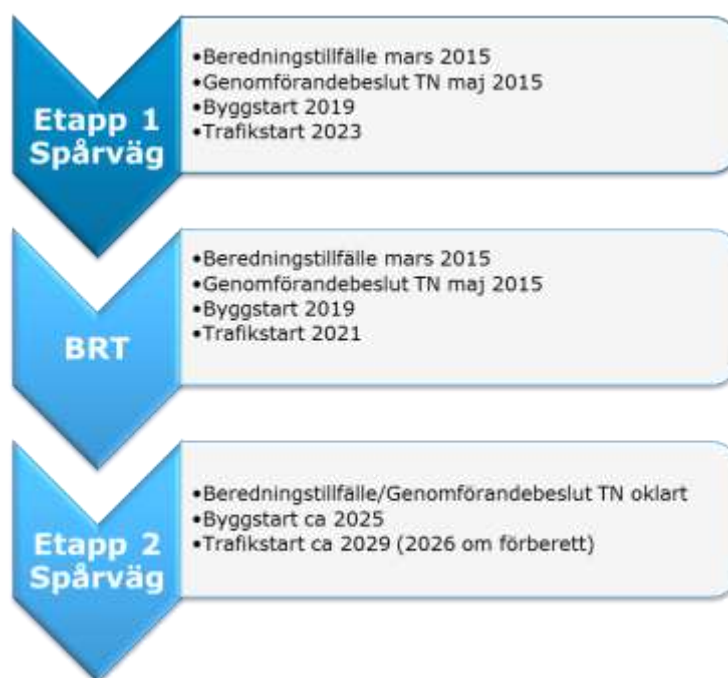 Etapp 1
Spårväg
•Beredningstillfälle mars 2015
•Genomförandebeslut TN maj 2015
•Byggstart 2019
•Trafikstart 2023
BRT
•Beredningstillfälle mars 2015
•Genomförandebeslut TN maj 2015
•Byggstart 2019
•Trafikstart 2021
Etapp 2
Spårväg
•Beredningstillfälle/Genomförandebeslut TN oklart
•Byggstart ca 2025
•Trafikstart ca 2029 (2026 om förberett)